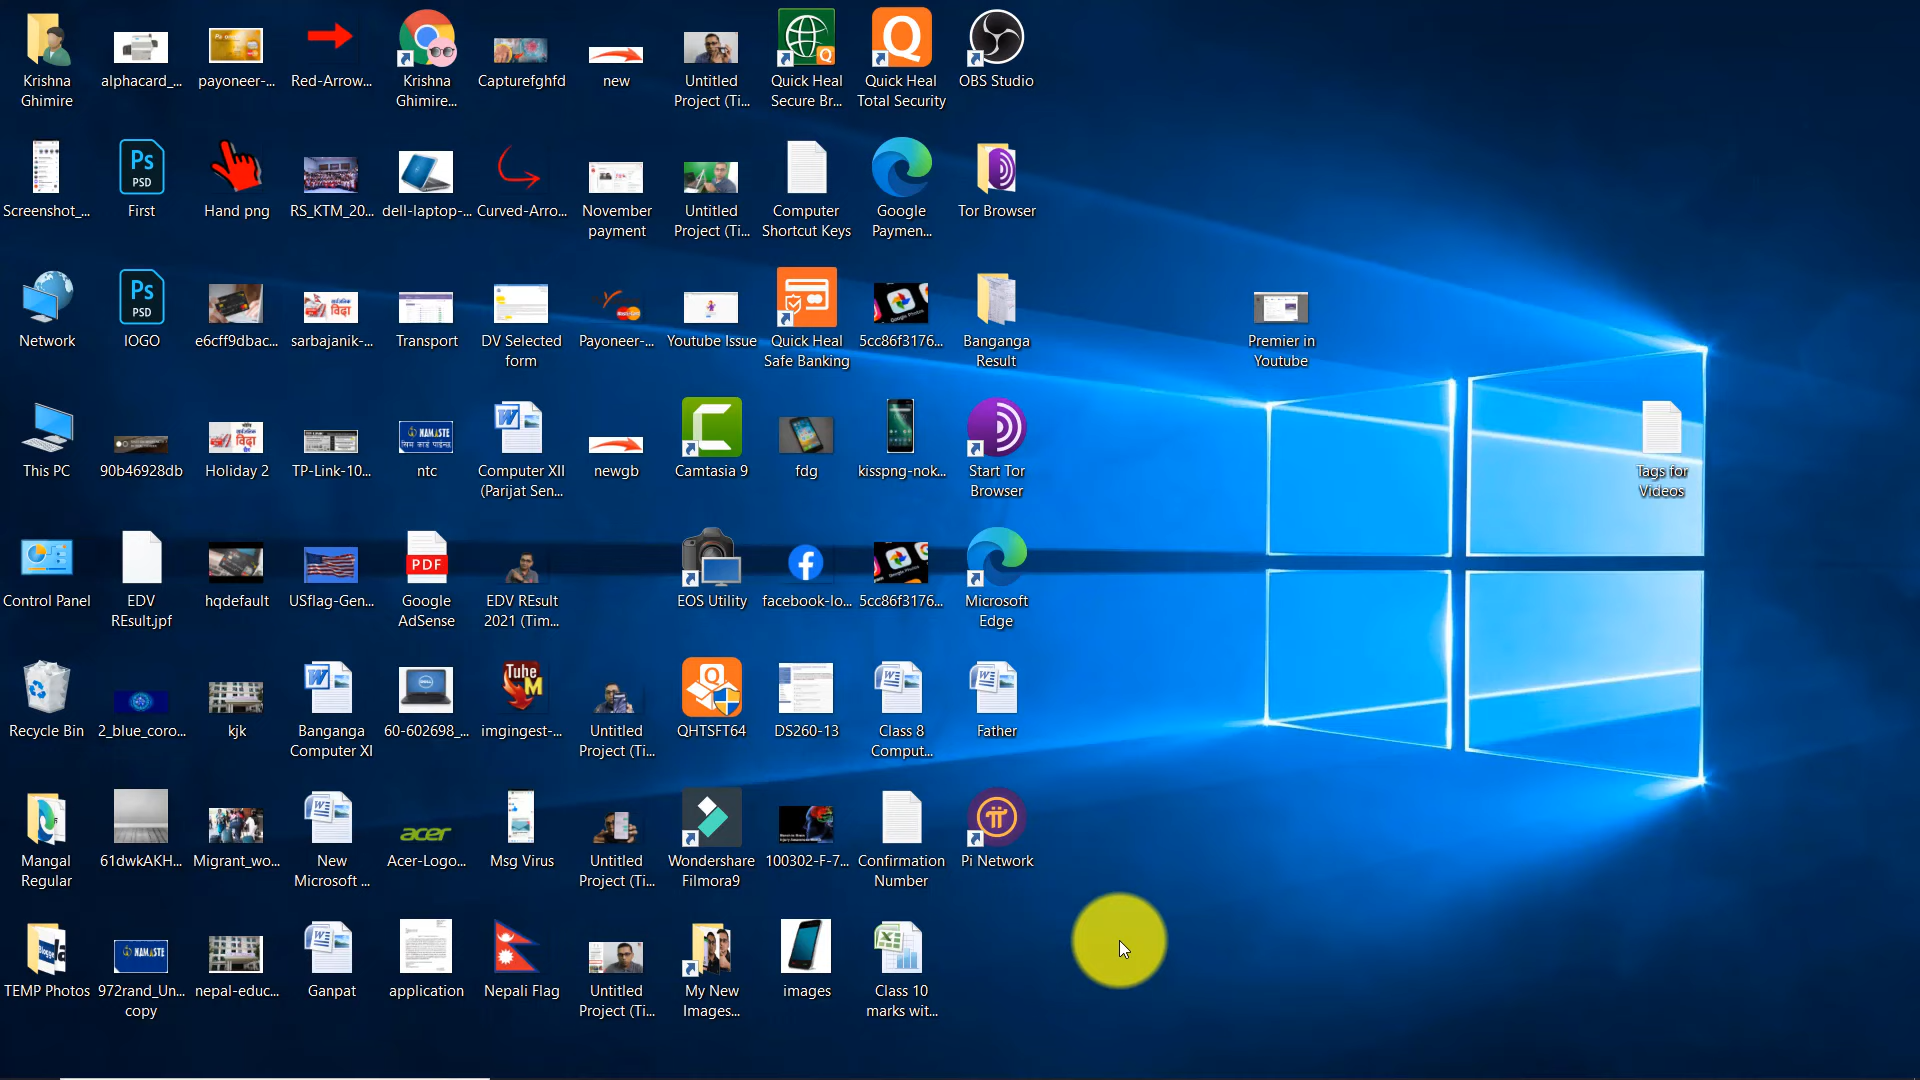 Krishna
Ghimire
alphacard_...
payoneer-...
Red-Arrow...
Krishna
Ghimire...
Capturefghfd
new
Untitled
Project (Ti...
Quick Heal
Secure Br...
Quick Heal
Total Security
OBS Studio
Screenshot_...
Ps
PSD
First
Hand png
RS_KTM_20...
dell-laptop-...
Curved-Arro...
November
payment
Untitled
Project (Ti...
Computer
Shortcut Keys
Google
Paymen...
Tor Browser
Network
Ps
PSD
lOGO
e6cff9dbac...
sarbajanik-...
Transport
DV Selected
form
Payoneer-...
Youtube Issue
Quick Heal
Safe Banking
5cc86f3176...
Banganga
Result
Premier in
Youtube
This PC
90b46928db
Holiday 2
TP-Link-10...
NAMASTE
ntc
Computer XII
(Parijat Sen...
newgb
Camtasia 9
fdg
kisspng-nok...
Start Tor
Browser
Tags for
Videos
Control Panel
EDV
REsult.jpf
hqdefault
USflag-Gen...
PDF
Google
AdSense
EDV REsult
2021 (Tim...
EOS Utility
facebook-lo...
5cc86f3176...
Microsoft
Edge
Recycle Bin
2_blue_coro...
kjk
Banganga
Computer XI
60-602698_...
Tube
M
imgingest-...
Untitled
Project (Ti...
QHTSFT64
DS260-13
Class 8
Comput...
Father
Mangal
Regular
61dwkAKH...
Migrant_wo...
New
Microsoft ...
acer
Acer-Logo...
Msg Virus
Untitled
Project (Ti...
Wondershare
Filmora9
100302-F-7...
Confirmation
Number
Pi Network
TEMP Photos
NAMASTE
972rand_Un...
copy
nepal-educ...
Ganpat
application
Nepali Flag
Untitled
Project (Ti...
My New
Images...
images
Class 10
marks wit...